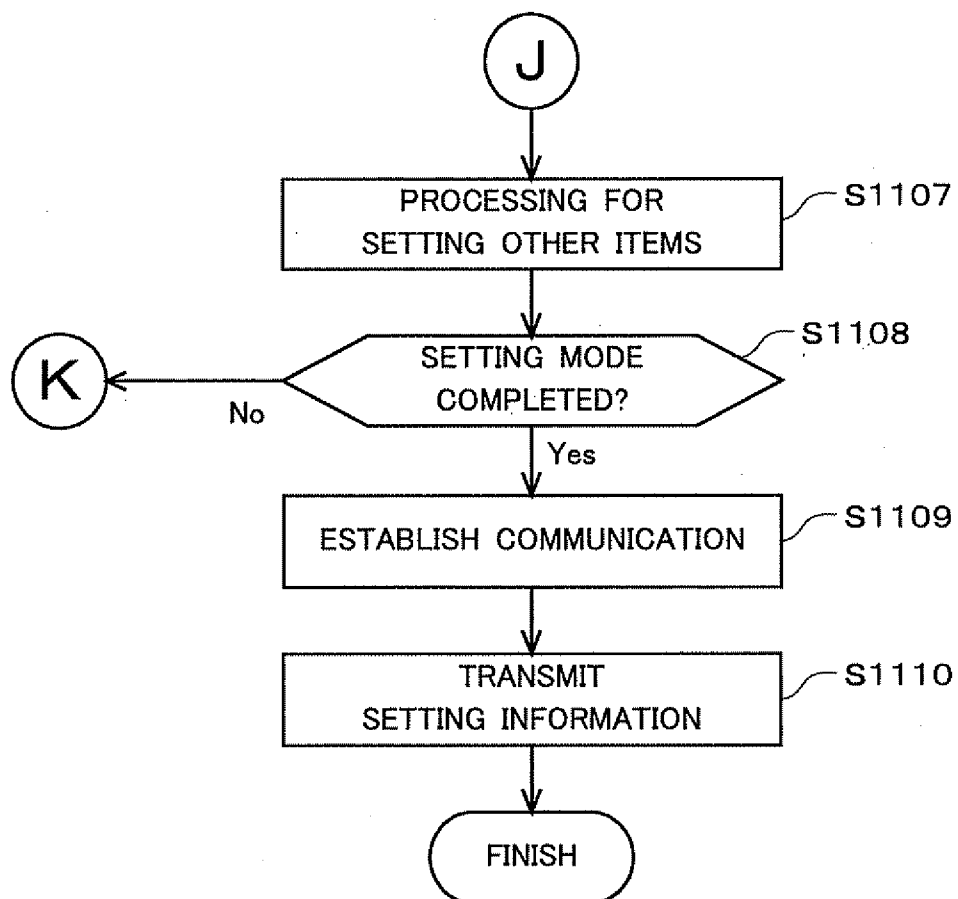 J
PROCESSING FOR
SETTING OTHER ITEMS
S1107
SETTING MODE
COMPLETED?
S1108
K
No
Yes
ESTABLISH COMMUNICATION
S1109
TRANSMIT
SETTING INFORMATION
S1110
FINISH